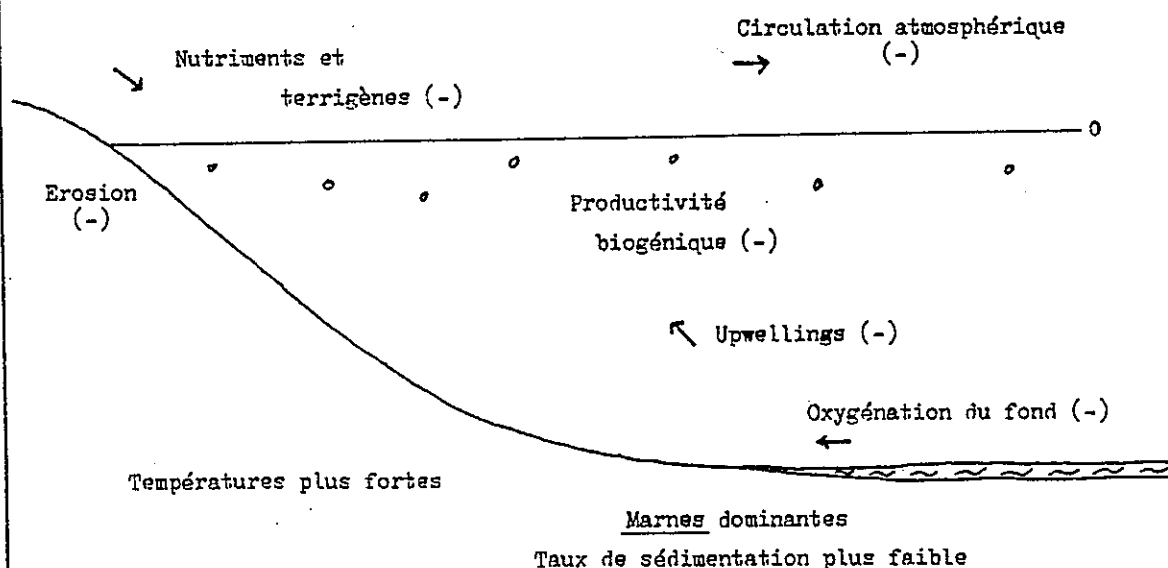 Circulation atmosphérique
(-)
Nutriments et
terrigènes (-)
0
Erosion
(-)
Productivité
biogénique (-)
Upwellings (-)
Oxygénation du fond (-)
Températures plus fortes
Marnes dominantes
Taux de sédimentation plus faible